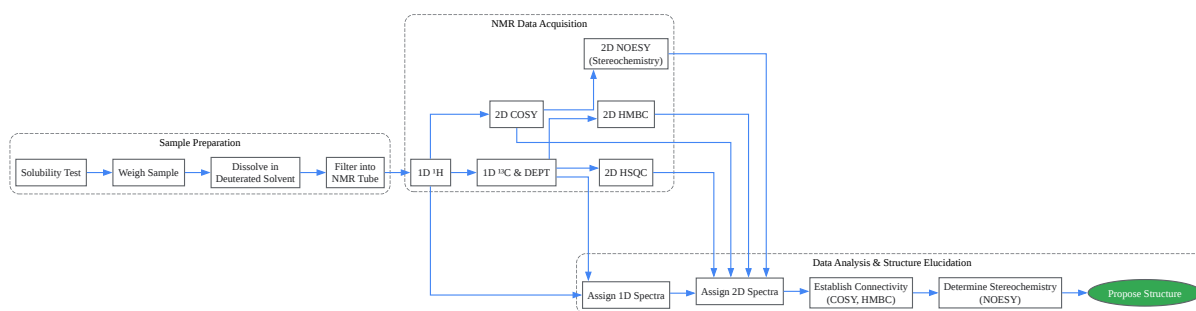 NMR Data Acquisition
2D NOESY
(Stereochemistry)
2D COSY
2D HMBC
Sample Preparation
Solubility Test
Weigh Sample
Dissolve in
Deuterated Solvent
Filter into
NMR Tube
1D ¹H
1D ¹³C & DEPT
2D HSQC
Data Analysis & Structure Elucidation
Assign 1D Spectra
Assign 2D Spectra
Establish Connectivity
(COSY, HMBC)
Determine Stereochemistry
(NOESY)
Propose Structure